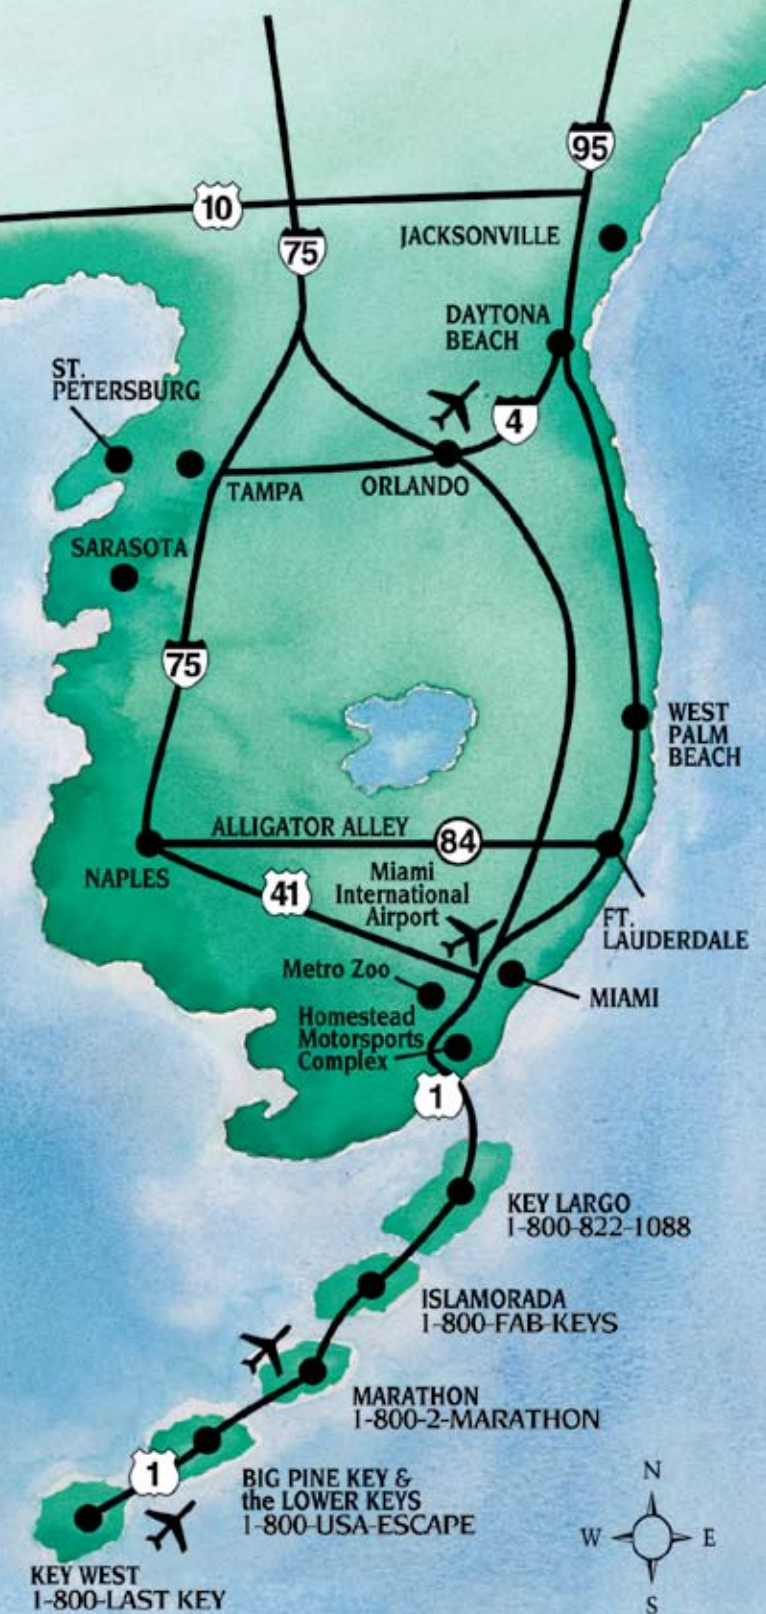 95
10
75
JACKSONVILLE
DAYTONA
BEACH
ST.
PETERSBURG
4
TAMPA
ORLANDO
SARASOTA
75
WEST
PALM
BEACH
ALLIGATOR ALLEY
84
NAPLES
41
Miami
International
Airport
FT.
LAUDERDALE
Metro Zoo
MIAMI
Homestead
Motorsports
Complex
1
KEY LARGO
1-800-822-1088
ISLAMORADA
1-800-FAB-KEYS
MARATHON
1-800-2-MARATHON
1
BIG PINE KEY &
the LOWER KEYS
1-800-USA-ESCAPE
N
W
E
S
KEY WEST
1-800-LAST KEY